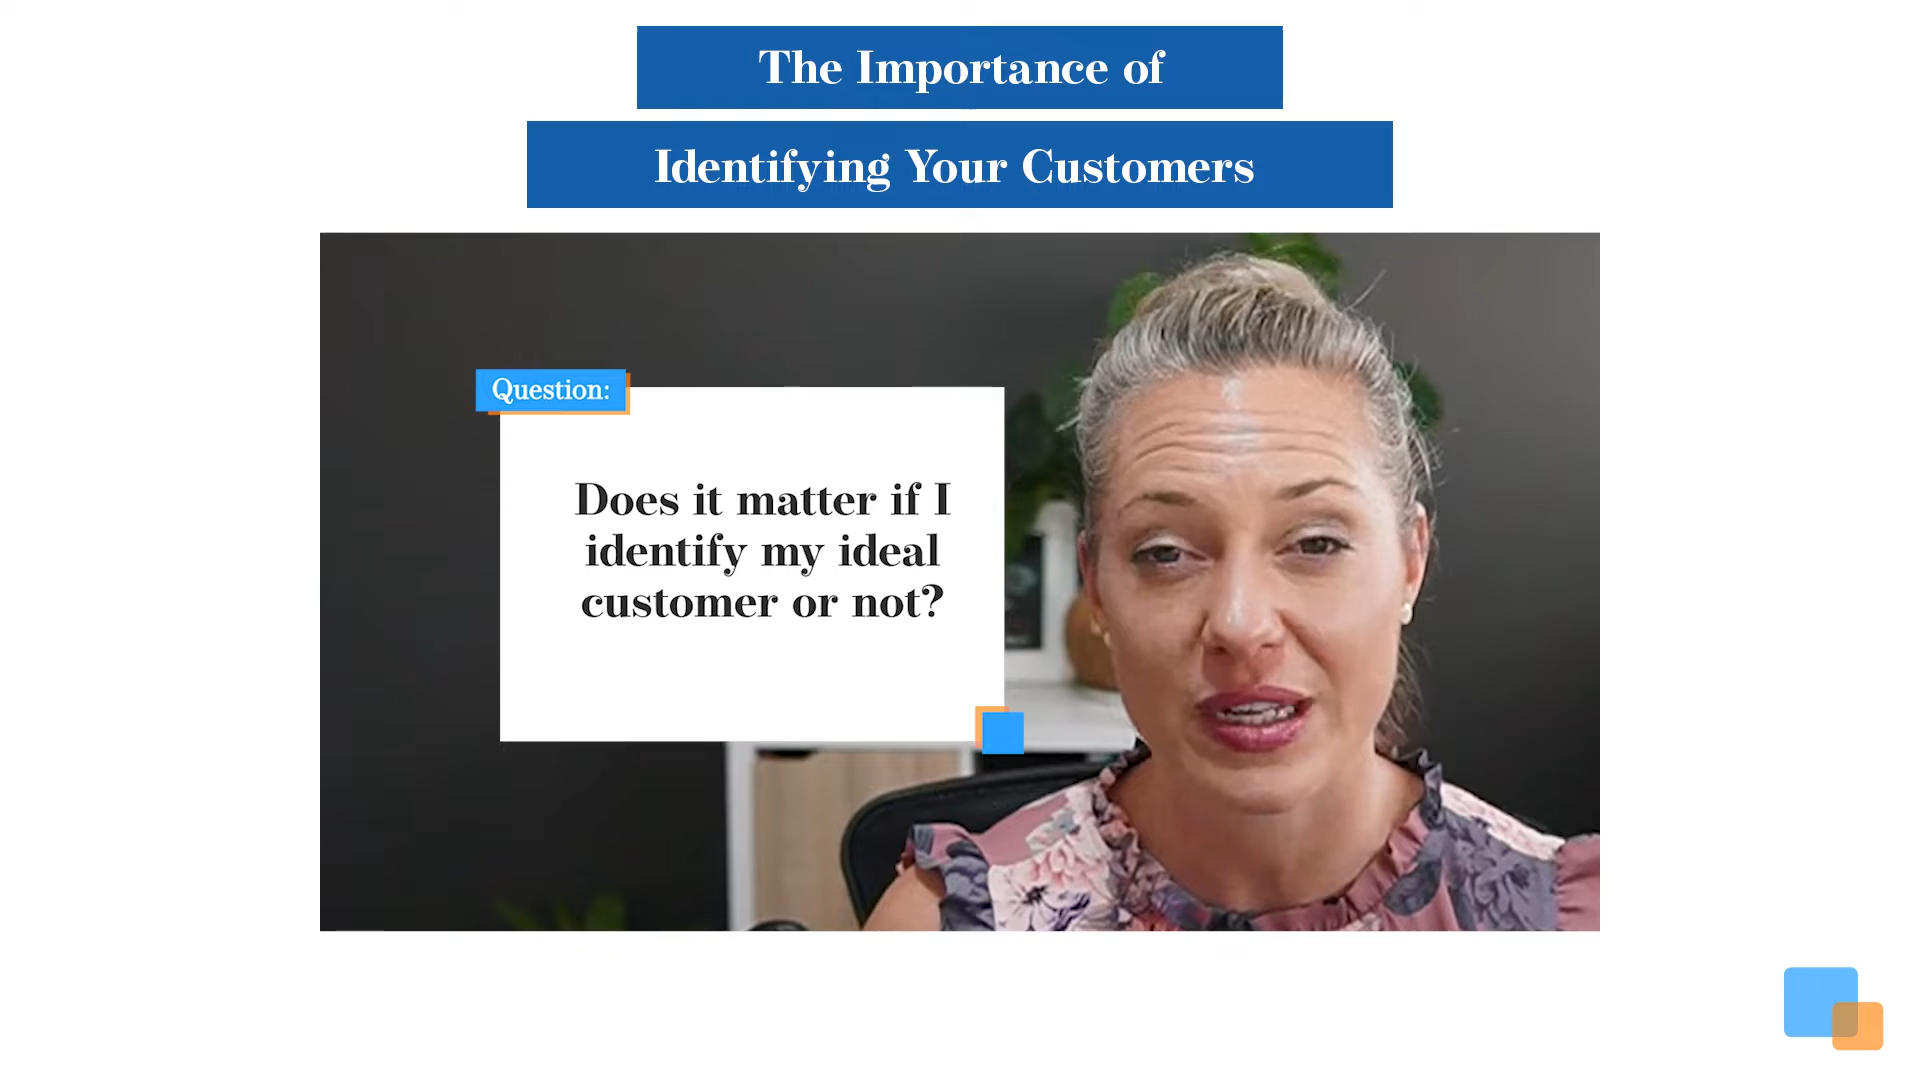 The Importance of
Identifying Your Customers
Question:
Does it matter if I
identify my ideal
customer or not?